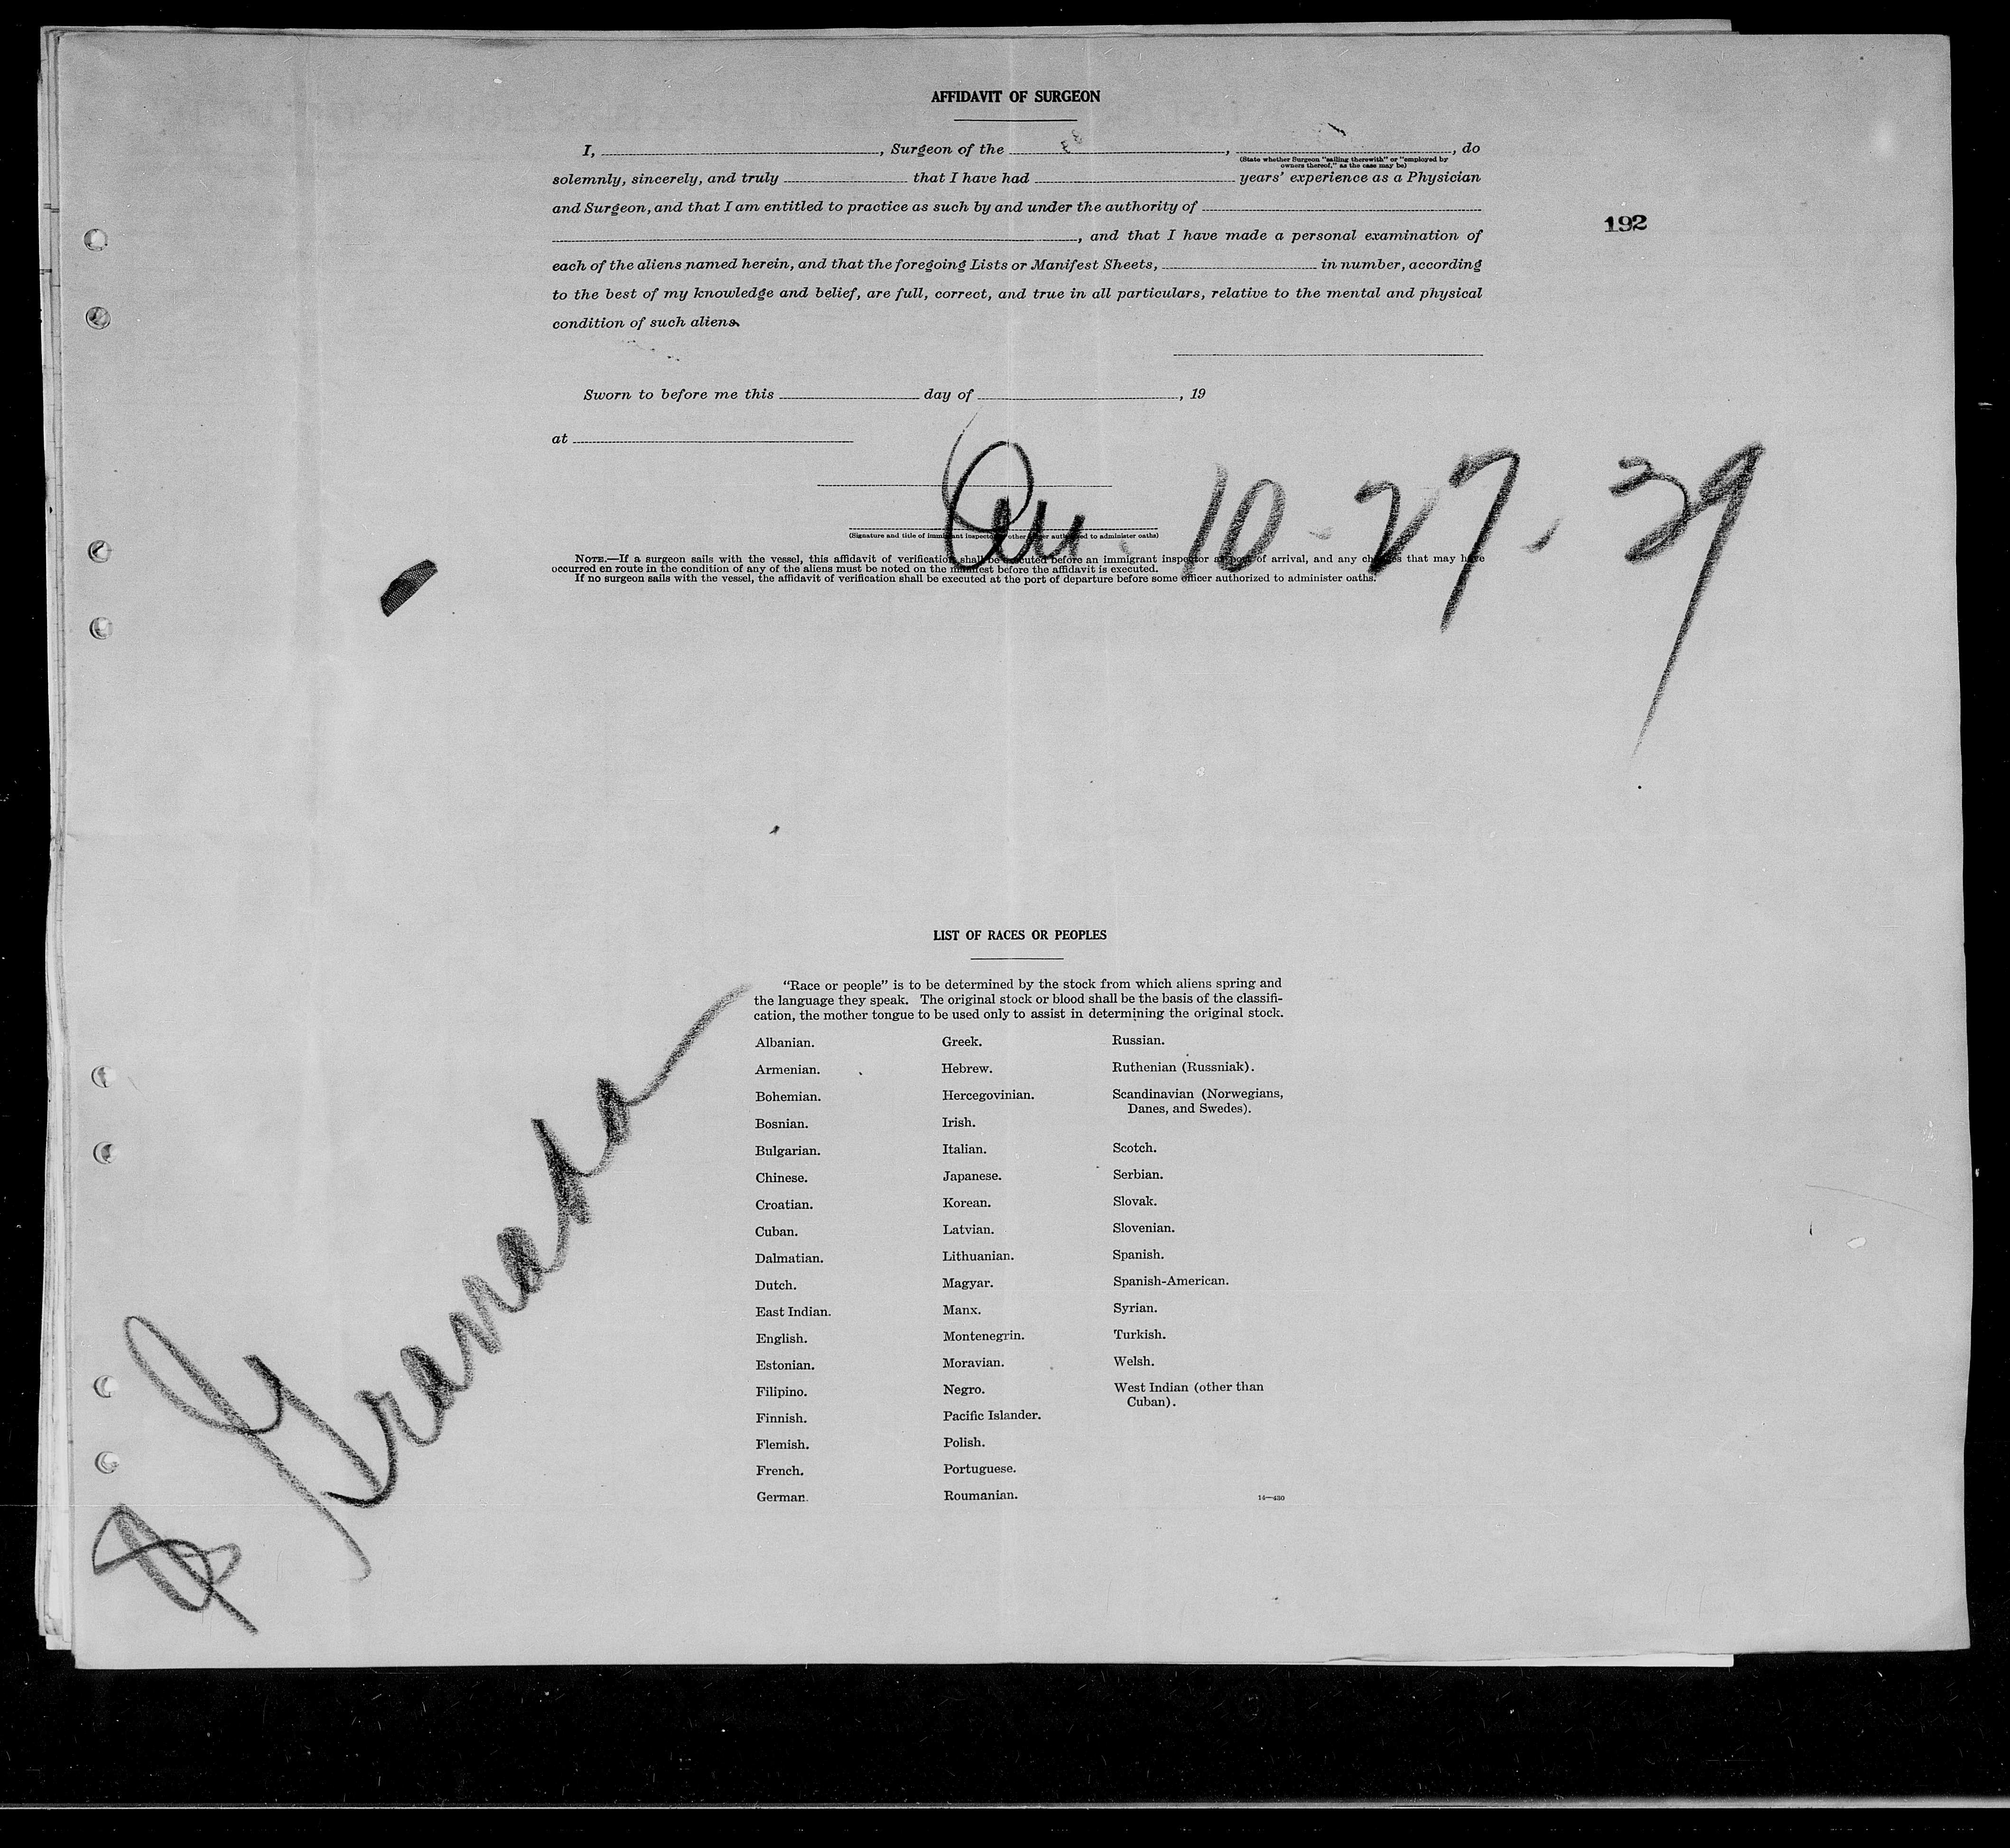 AFFIDAVIT OF SURGEON
I, , Surgeon of the , , do
(State whether Surgeon "sailing therewith" or "employed by
owners thereof," as the case may be)
solemnly, sincerely, and truly that I have had years' experience as a Physician
and Surgeon, and that I am entitled to practice as such by and under the authority of
, and that I have made a personal examination of
192
each of the aliens named herein, and that the foregoing Lists or Manifest Sheets, in number, according
to the best of my knowledge and belief, are full, correct, and true in all particulars, relative to the mental and physical
condition of such aliens.
Sworn to before me this day of , 19
at
10-27-39
(Signature and title of immigrant inspector or other officer authorized to administer oaths)
NOTE.—If a surgeon sails with the vessel, this affidavit of verification shall be executed before an immigrant inspector at port of arrival, and any changes that may have
occurred en route in the condition of any of the aliens must be noted on the manifest before the affidavit is executed.
If no surgeon sails with the vessel, the affidavit of verification shall be executed at the port of departure before some officer authorized to administer oaths.
LIST OF RACES OR PEOPLES
"Race or people" is to be determined by the stock from which aliens spring and
the language they speak. The original stock or blood shall be the basis of the classifi-
cation, the mother tongue to be used only to assist in determining the original stock.
Albanian.
Armenian.
Bohemian.
Bosnian.
Bulgarian.
Chinese.
Croatian.
Cuban.
Dalmatian.
Dutch.
East Indian.
English.
Estonian.
Filipino.
Finnish.
Flemish.
French.
German.
Greek.
Hebrew.
Hercegovinian.
Irish.
Italian.
Japanese.
Korean.
Latvian.
Lithuanian.
Magyar.
Manx.
Montenegrin.
Moravian.
Negro.
Pacific Islander.
Polish.
Portuguese.
Roumanian.
Russian.
Ruthenian (Russniak).
Scandinavian (Norwegians,
Danes, and Swedes).
Scotch.
Serbian.
Slovak.
Slovenian.
Spanish.
Spanish-American.
Syrian.
Turkish.
Welsh.
West Indian (other than
Cuban).
14—430